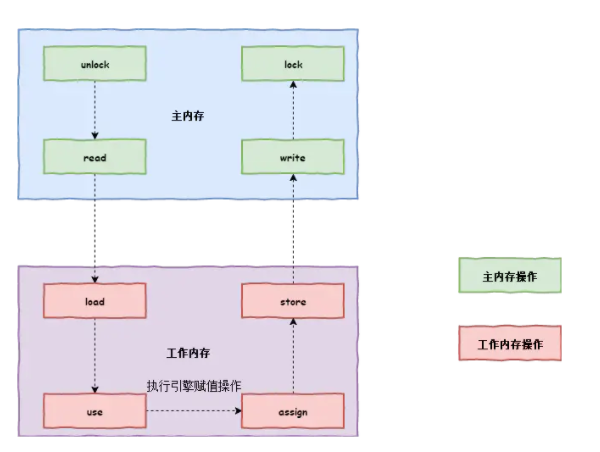 unlock
lock
主内存
read
write
load
store
工作内存
执行引擎赋值操作
use
assign
主内存操作
工作内存操作